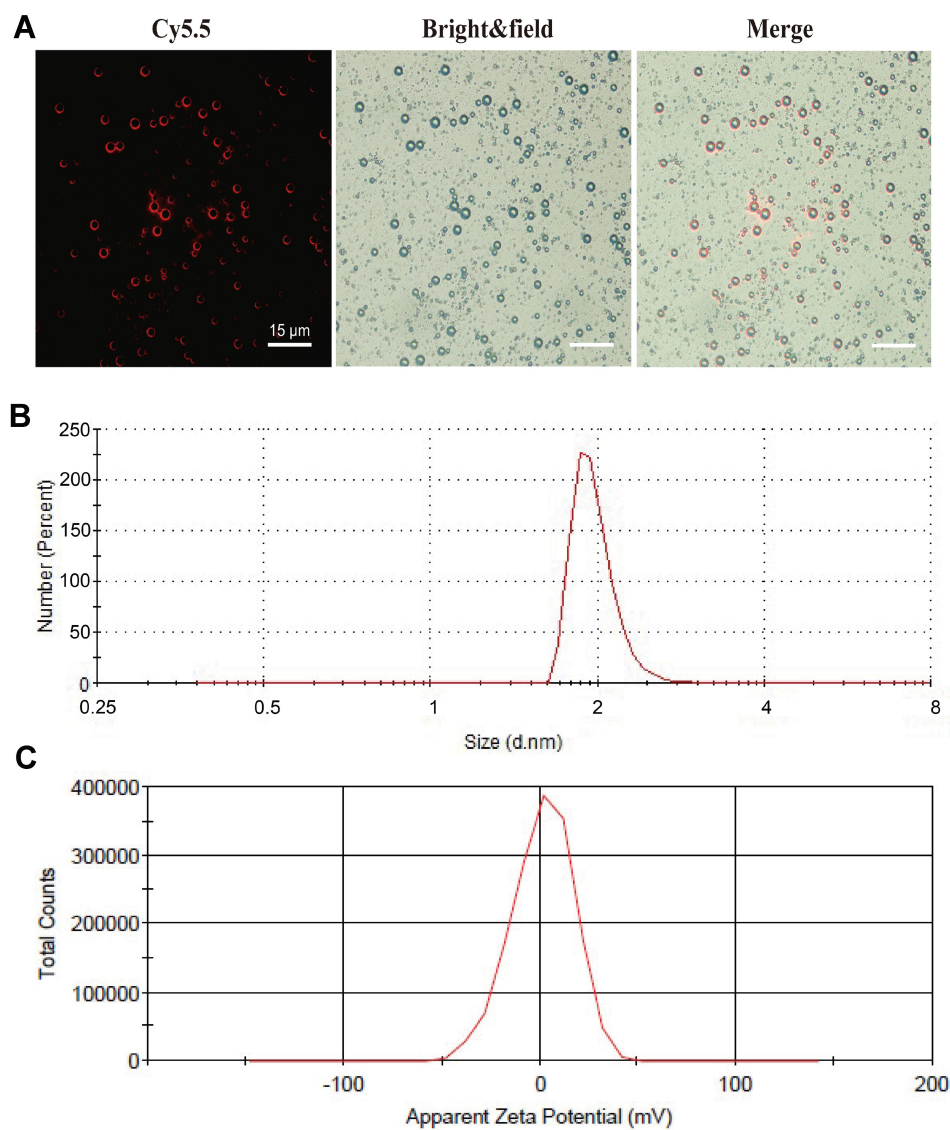 A
Cy5.5
Bright&field
Merge
15 µm
B
250
200
150
100
50
0
Number (Percent)
0.25 0.5 1 2 4 8
Size (d.nm)
C
400000
300000
200000
100000
0
Total Counts
-100 0 100 200
Apparent Zeta Potential (mV)